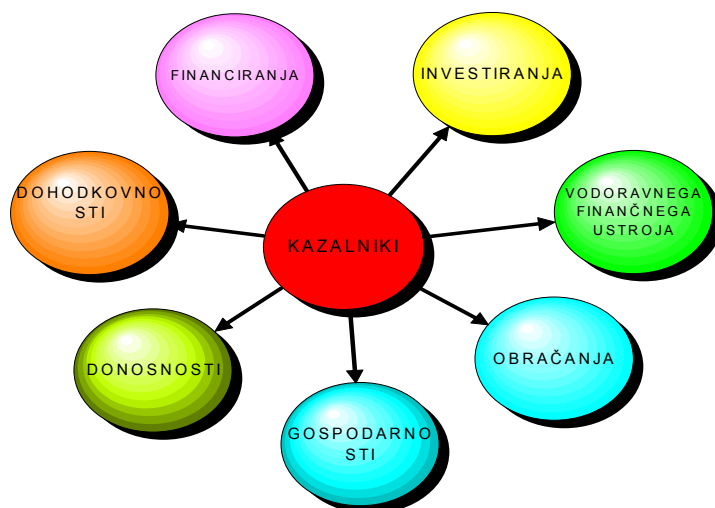 FINANCIRANJA
INVESTIRANJA
DOHODKOVNO
STI
VODORAVNEGA
FINANČNEGA
USTROJA
KAZALNIKI
DONOSNOSTI
OBRAČANJA
GOSPODARNO
STI